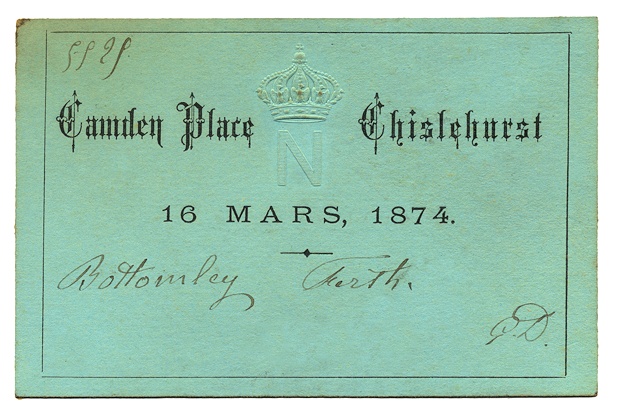 Camden Place N Chislehurst
16 MARS, 1874.
Bottomley Firth.